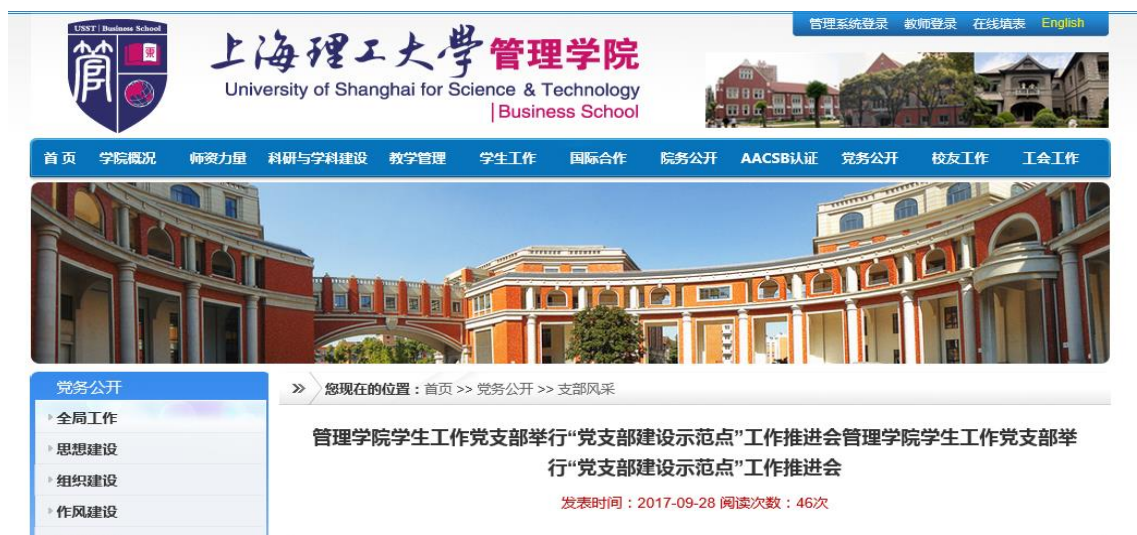 管理系统登录 教师登录 在线填表 English
USST | Business School
管 東
上海理工大學管理学院
University of Shanghai for Science & Technology
|Business School
首 页 学院概况 师资力量 科研与学科建设 教学管理 学生工作 国际合作 院务公开 AACSB认证 党务公开 校友工作 工会工作
党务公开
全局工作
思想建设
组织建设
作风建设
» 您现在的位置：首页 >> 党务公开 >> 支部风采
管理学院学生工作党支部举行“党支部建设示范点”工作推进会管理学院学生工作党支部举
行“党支部建设示范点”工作推进会
发表时间：2017-09-28 阅读次数：46次